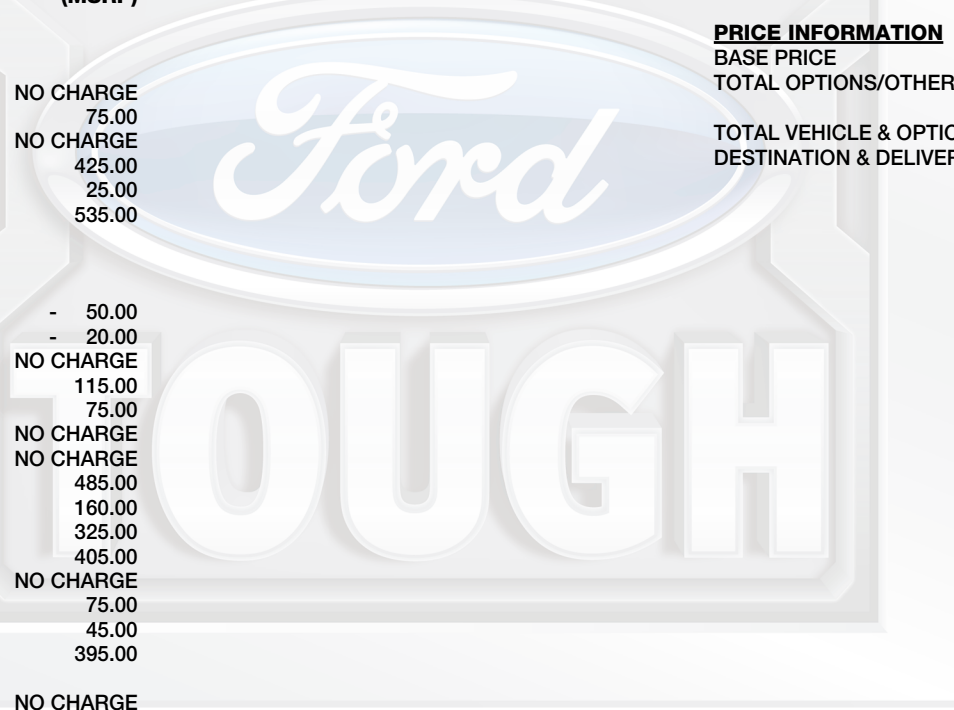 (MSRP)
NO CHARGE
75.00
NO CHARGE
425.00
25.00
535.00
- 50.00
- 20.00
NO CHARGE
115.00
75.00
NO CHARGE
NO CHARGE
485.00
160.00
325.00
405.00
NO CHARGE
75.00
45.00
395.00
NO CHARGE
PRICE INFORMATION
BASE PRICE
TOTAL OPTIONS/OTHER
TOTAL VEHICLE & OPTIO
DESTINATION & DELIVER
Ford
TOUGH